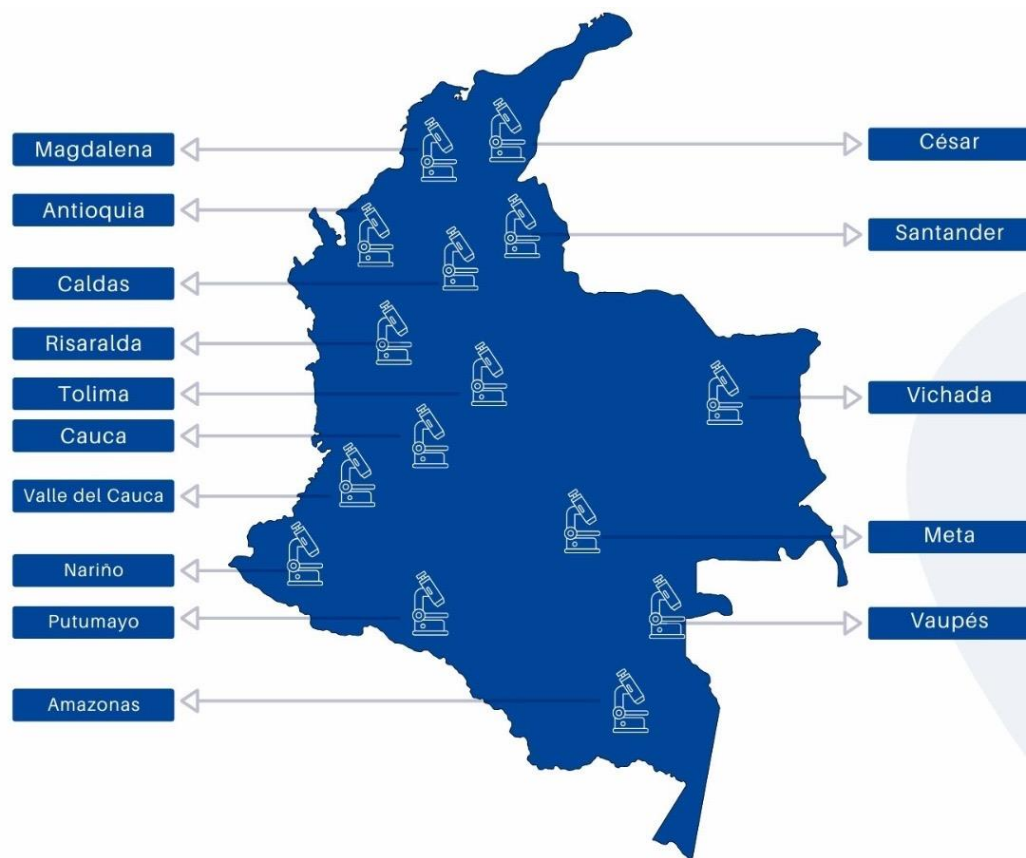 Magdalena
Antioquia
Caldas
Risaralda
Tolima
Cauca
Valle del Cauca
Nariño
Putumayo
Amazonas
César
Santander
Vichada
Meta
Vaupés